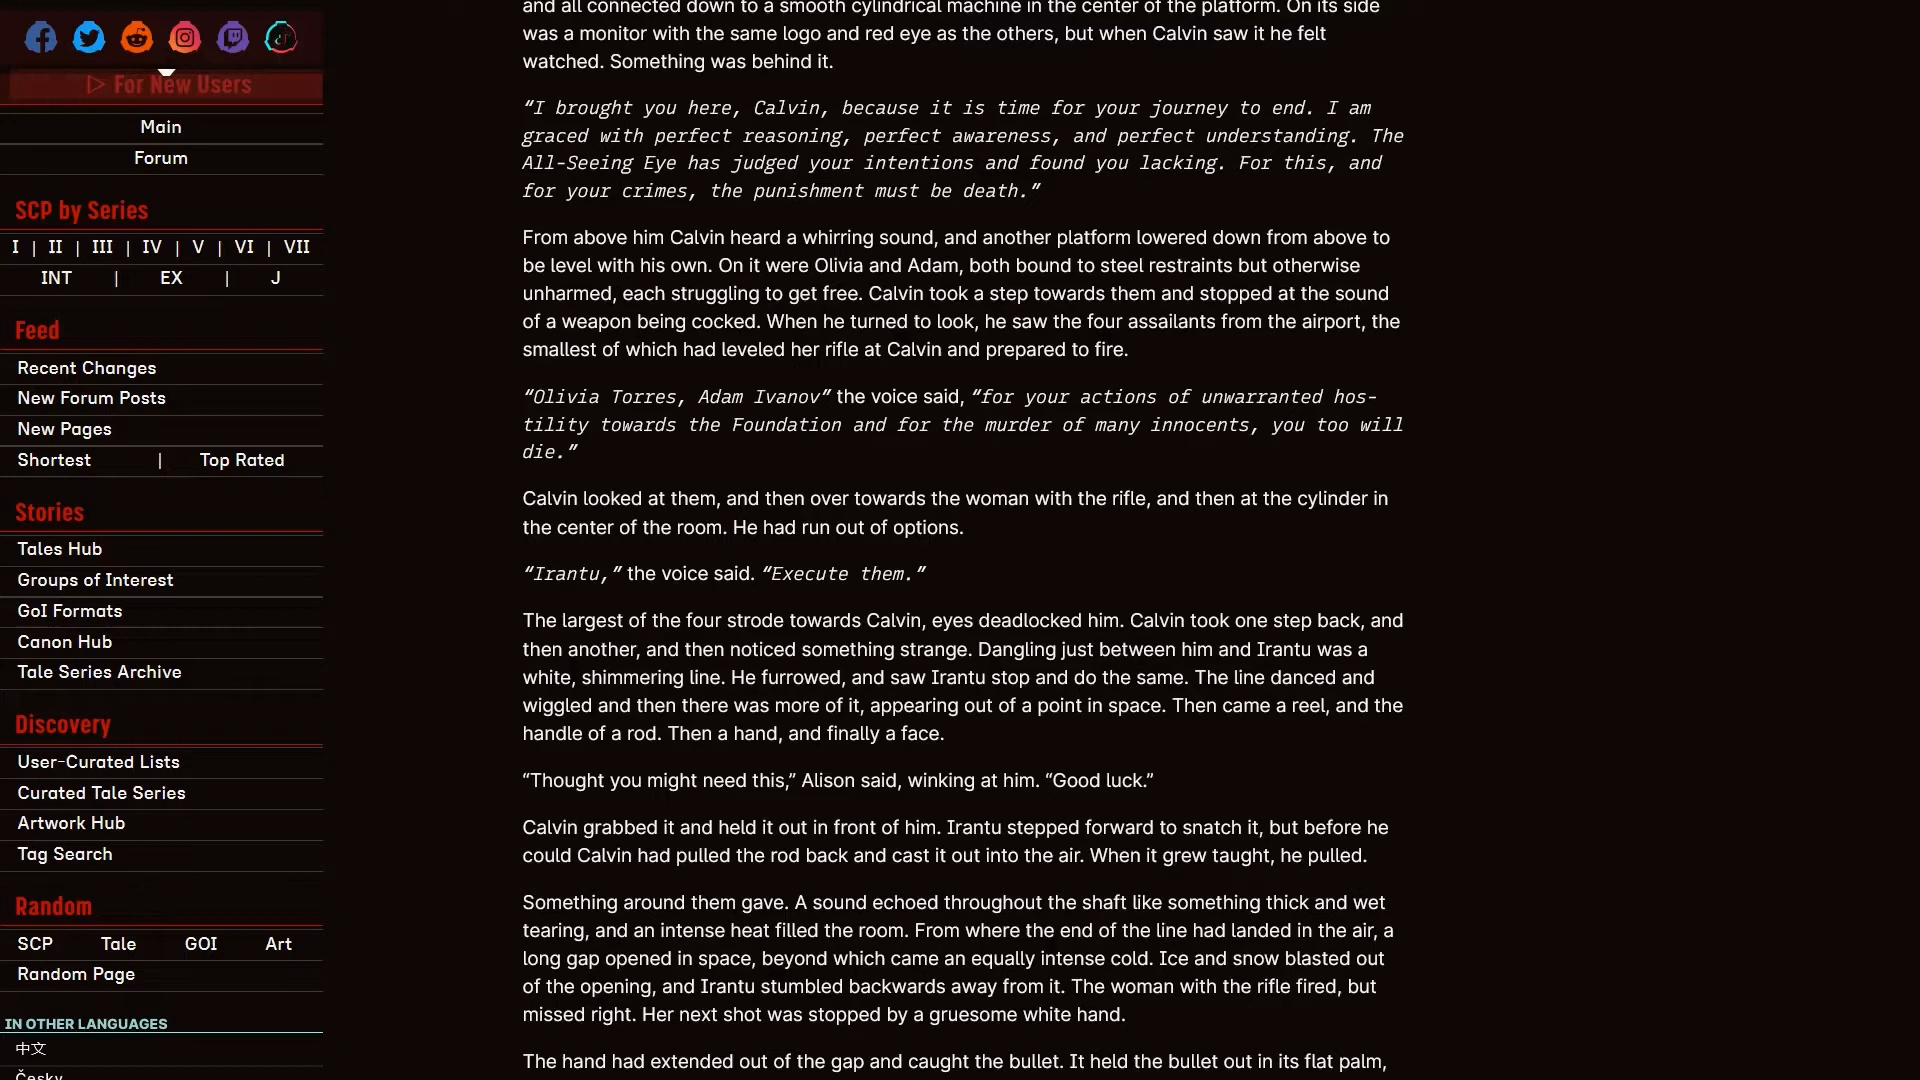 ▷ For New Users
Main
Forum
SCP by Series
I | II | III | IV | V | VI | VII
INT | EX | J
Feed
Recent Changes
New Forum Posts
New Pages
Shortest | Top Rated
Stories
Tales Hub
Groups of Interest
GoI Formats
Canon Hub
Tale Series Archive
Discovery
User-Curated Lists
Curated Tale Series
Artwork Hub
Tag Search
Random
SCP Tale GOI Art
Random Page
IN OTHER LANGUAGES
中文
Česky
and all connected down to a smooth cylindrical machine in the center of the platform. On its side
was a monitor with the same logo and red eye as the others, but when Calvin saw it he felt
watched. Something was behind it.
“I brought you here, Calvin, because it is time for your journey to end. I am
graced with perfect reasoning, perfect awareness, and perfect understanding. The
All-Seeing Eye has judged your intentions and found you lacking. For this, and
for your crimes, the punishment must be death.”
From above him Calvin heard a whirring sound, and another platform lowered down from above to
be level with his own. On it were Olivia and Adam, both bound to steel restraints but otherwise
unharmed, each struggling to get free. Calvin took a step towards them and stopped at the sound
of a weapon being cocked. When he turned to look, he saw the four assailants from the airport, the
smallest of which had leveled her rifle at Calvin and prepared to fire.
“Olivia Torres, Adam Ivanov” the voice said, “for your actions of unwarranted hos-
tility towards the Foundation and for the murder of many innocents, you too will
die.”
Calvin looked at them, and then over towards the woman with the rifle, and then at the cylinder in
the center of the room. He had run out of options.
“Irantu,” the voice said. “Execute them.”
The largest of the four strode towards Calvin, eyes deadlocked him. Calvin took one step back, and
then another, and then noticed something strange. Dangling just between him and Irantu was a
white, shimmering line. He furrowed, and saw Irantu stop and do the same. The line danced and
wiggled and then there was more of it, appearing out of a point in space. Then came a reel, and the
handle of a rod. Then a hand, and finally a face.
“Thought you might need this,” Alison said, winking at him. “Good luck.”
Calvin grabbed it and held it out in front of him. Irantu stepped forward to snatch it, but before he
could Calvin had pulled the rod back and cast it out into the air. When it grew taught, he pulled.
Something around them gave. A sound echoed throughout the shaft like something thick and wet
tearing, and an intense heat filled the room. From where the end of the line had landed in the air, a
long gap opened in space, beyond which came an equally intense cold. Ice and snow blasted out
of the opening, and Irantu stumbled backwards away from it. The woman with the rifle fired, but
missed right. Her next shot was stopped by a gruesome white hand.
The hand had extended out of the gap and caught the bullet. It held the bullet out in its flat palm,